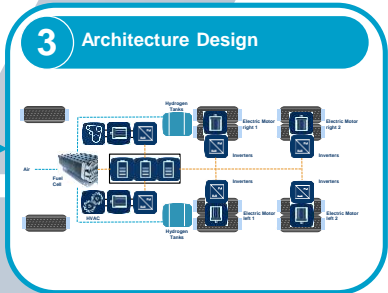 3 Architecture Design
Hydrogen
Tanks
Electric Motor
right 1
Electric Motor
right 2
Inverters
Inverters
Air
Fuel
Cell
Inverters
Inverters
HVAC
Electric Motor
left 1
Electric Motor
left 2
Hydrogen
Tanks